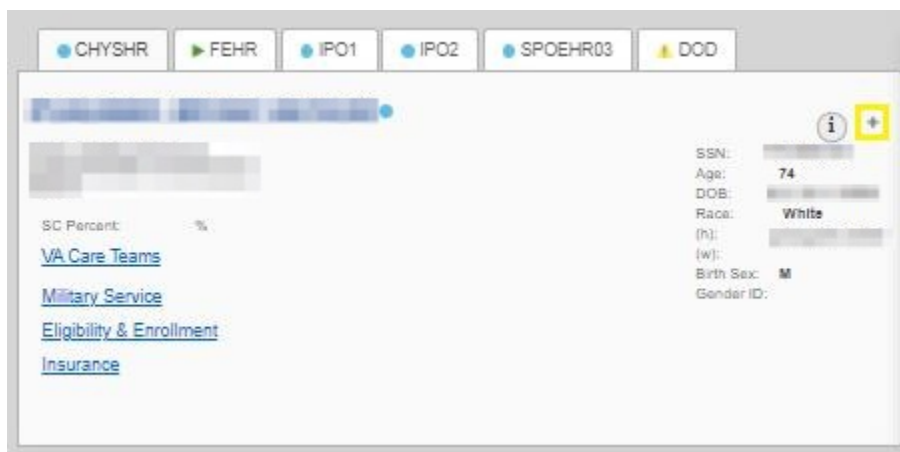 CHYSHR FEHR IPO1 IPO2 SPOEHR03 DOD
i +
SSN:
Age: 74
DOB:
Race: White
(h):
(w):
Birth Sex: M
Gender ID:
SC Percent: %
VA Care Teams
Military Service
Eligibility & Enrollment
Insurance